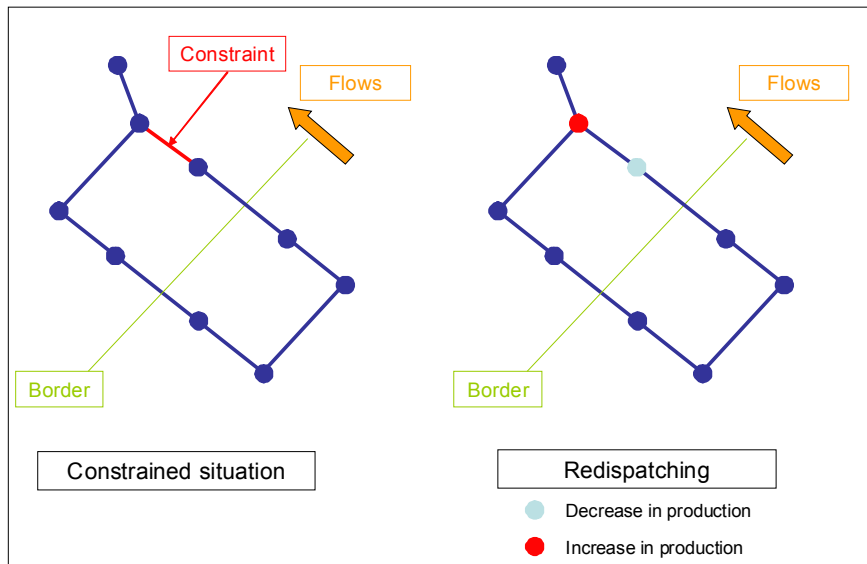 Constraint
Flows
Border
Constrained situation
Flows
Border
Redispatching
Decrease in production
Increase in production